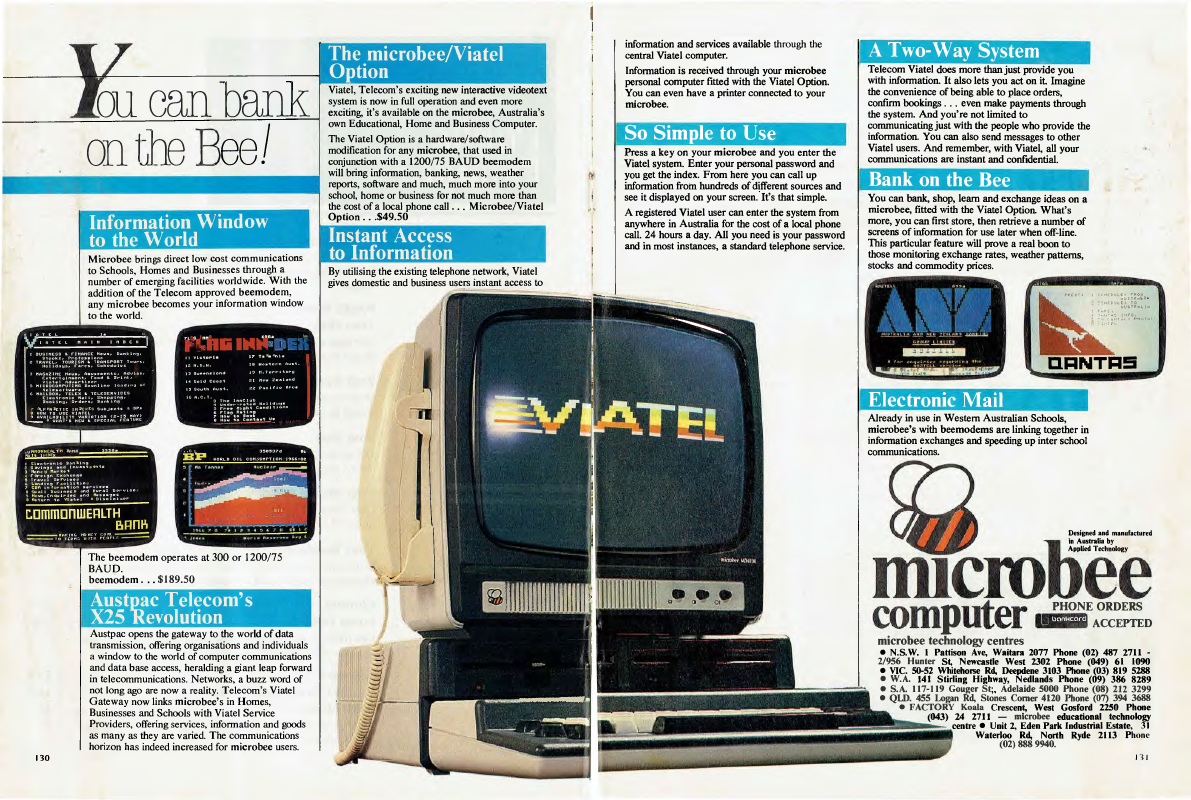 You can bank
on the Bee!
Information Window
to the World
Microbee brings direct low cost communications
to Schools, Homes and Businesses through a
number of emerging facilities worldwide. With the
addition of the Telecom approved beemodem,
any microbee becomes your information window
to the world.
VIATEL MAIN INDEX
FLAG INN-DEX
COMMONWEALTH
BANK
BP
WORLD OIL CONSUMPTION 1966-82
The beemodem operates at 300 or 1200/75
BAUD.
beemodem . . . $189.50
Austpac Telecom's
X25 Revolution
Austpac opens the gateway to the world of data
transmission, offering organisations and individuals
a window to the world of computer communications
and data base access, heralding a giant leap forward
in telecommunications. Networks, a buzz word of
not long ago are now a reality. Telecom's Viatel
Gateway now links microbee's in Homes,
Businesses and Schools with Viatel Service
Providers, offering services, information and goods
as many as they are varied. The communications
horizon has indeed increased for microbee users.
130
The microbee/Viatel
Option
Viatel, Telecom's exciting new interactive videotext
system is now in full operation and even more
exciting, it's available on the microbee, Australia's
own Educational, Home and Business Computer.
The Viatel Option is a hardware/software
modification for any microbee, that used in
conjunction with a 1200/75 BAUD beemodem
will bring information, banking, news, weather
reports, software and much, much more into your
school, home or business for not much more than
the cost of a local phone call . . . Microbee/Viatel
Option . . .$49.50
Instant Access
to Information
By utilising the existing telephone network, Viatel
gives domestic and business users instant access to
VIATEL
information and services available through the
central Viatel computer.
Information is received through your microbee
personal computer fitted with the Viatel Option.
You can even have a printer connected to your
microbee.
So Simple to Use
Press a key on your microbee and you enter the
Viatel system. Enter your personal password and
you get the index. From here you can call up
information from hundreds of different sources and
see it displayed on your screen. It's that simple.
A registered Viatel user can enter the system from
anywhere in Australia for the cost of a local phone
call. 24 hours a day. All you need is your password
and in most instances, a standard telephone service.
A Two-Way System
Telecom Viatel does more than just provide you
with information. It also lets you act on it. Imagine
the convenience of being able to place orders,
confirm bookings . . . even make payments through
the system. And you're not limited to
communicating just with the people who provide the
information. You can also send messages to other
Viatel users. And remember, with Viatel, all your
communications are instant and confidential.
Bank on the Bee
You can bank, shop, learn and exchange ideas on a
microbee, fitted with the Viatel Option. What's
more, you can first store, then retrieve a number of
screens of information for use later when off-line.
This particular feature will prove a real boon to
those monitoring exchange rates, weather patterns,
stocks and commodity prices.
QANTAS
Electronic Mail
Already in use in Western Australian Schools,
microbee's with beemodems are linking together in
information exchanges and speeding up inter school
communications.
Designed and manufactured
in Australia by
Applied Technology
microbee
computer
PHONE ORDERS
bankcard ACCEPTED
microbee technology centres
● N.S.W. 1 Pattison Ave, Waitara 2077 Phone (02) 487 2711 -
2/956 Hunter St, Newcastle West 2302 Phone (049) 61 1090
● VIC. 50-52 Whitehorse Rd, Deepdene 3103 Phone (03) 819 5288
● W.A. 141 Stirling Highway, Nedlands Phone (09) 386 8289
● S.A. 117-119 Gouger St;, Adelaide 5000 Phone (08) 212 3299
● QLD. 455 Logan Rd, Stones Corner 4120 Phone (07) 394 3688
● FACTORY Koala Crescent, West Gosford 2250 Phone
(043) 24 2711 — microbee educational technology
centre ● Unit 2, Eden Park Industrial Estate, 31
Waterloo Rd, North Ryde 2113 Phone
(02) 888 9940.
131